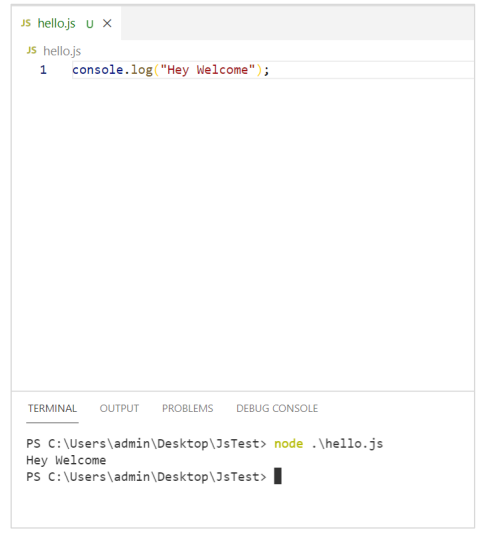 JS hello.js U ×
JS hello.js
1 console.log("Hey Welcome");
TERMINAL OUTPUT PROBLEMS DEBUG CONSOLE
PS C:\Users\admin\Desktop\JsTest> node .\hello.js
Hey Welcome
PS C:\Users\admin\Desktop\JsTest>